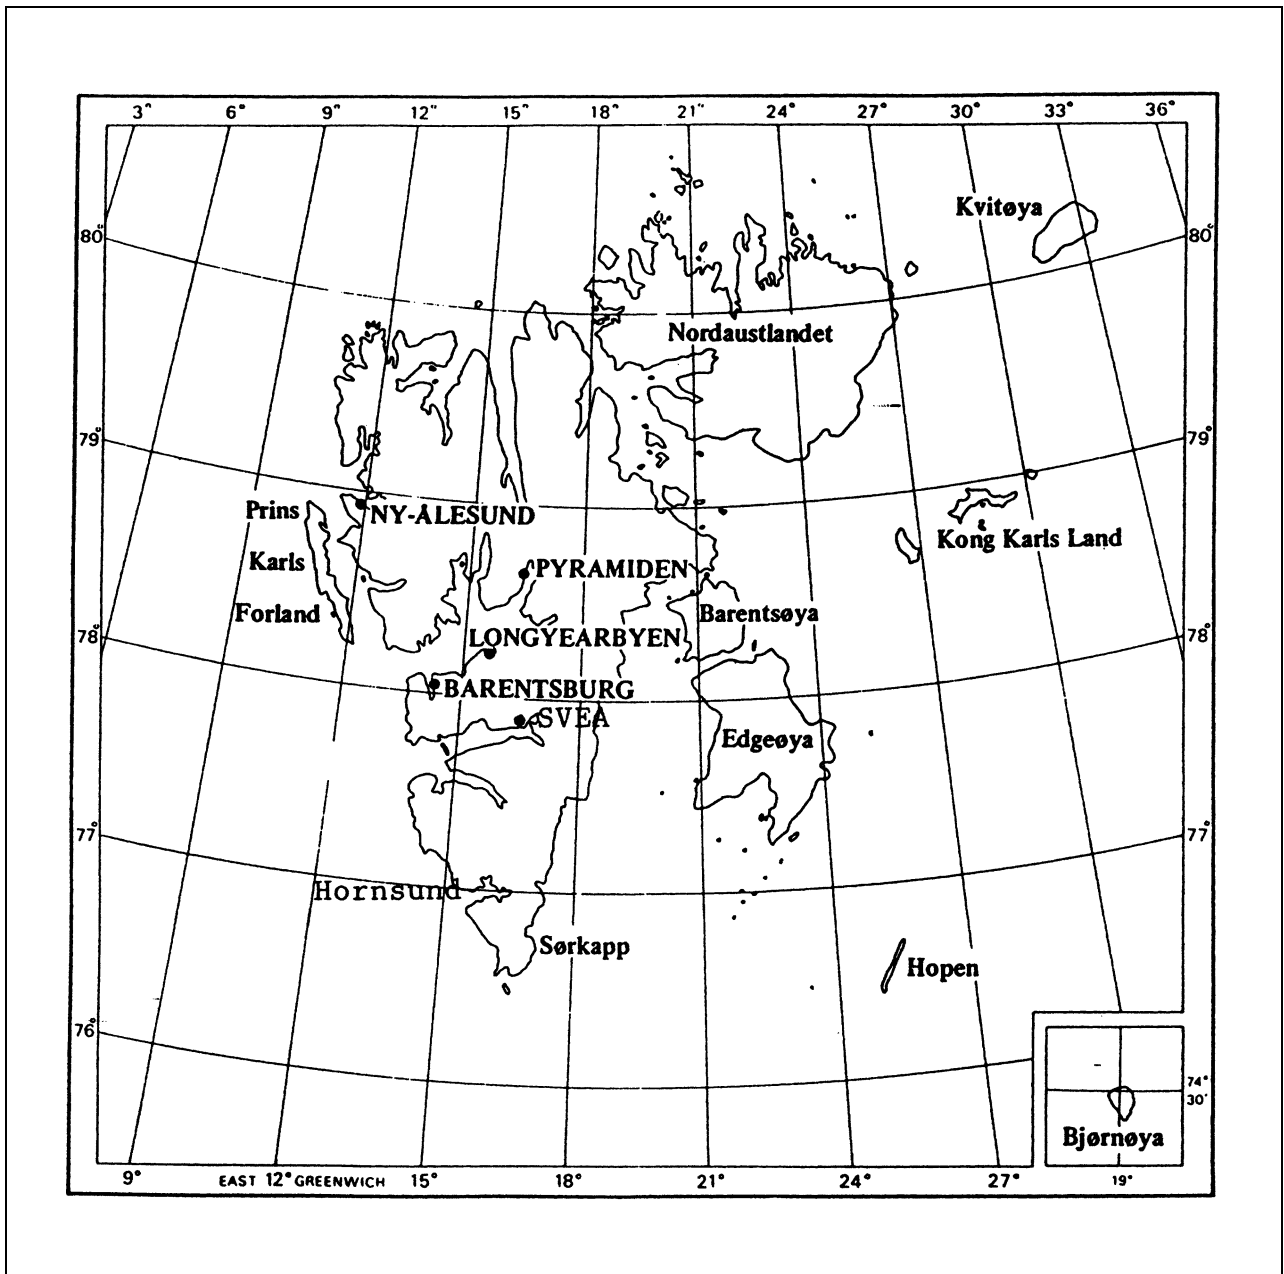 3° 6° 9° 12° 15° 18° 21° 24° 27° 30° 33° 36°
Kvitøya
80° 80°
Nordaustlandet
79° 79°
Prins
NY-ÅLESUND
Kong Karls Land
Karls
PYRAMIDEN
Forland
Barentsøya
78° 78°
LONGYEARBYEN
BARENTSBURG
SVEA
Edgeøya
77° 77°
Hornsund
Sørkapp
Hopen
76°
74°
30'
Bjørnøya
9° EAST 12° GREENWICH 15° 18° 21° 24° 27° 19°